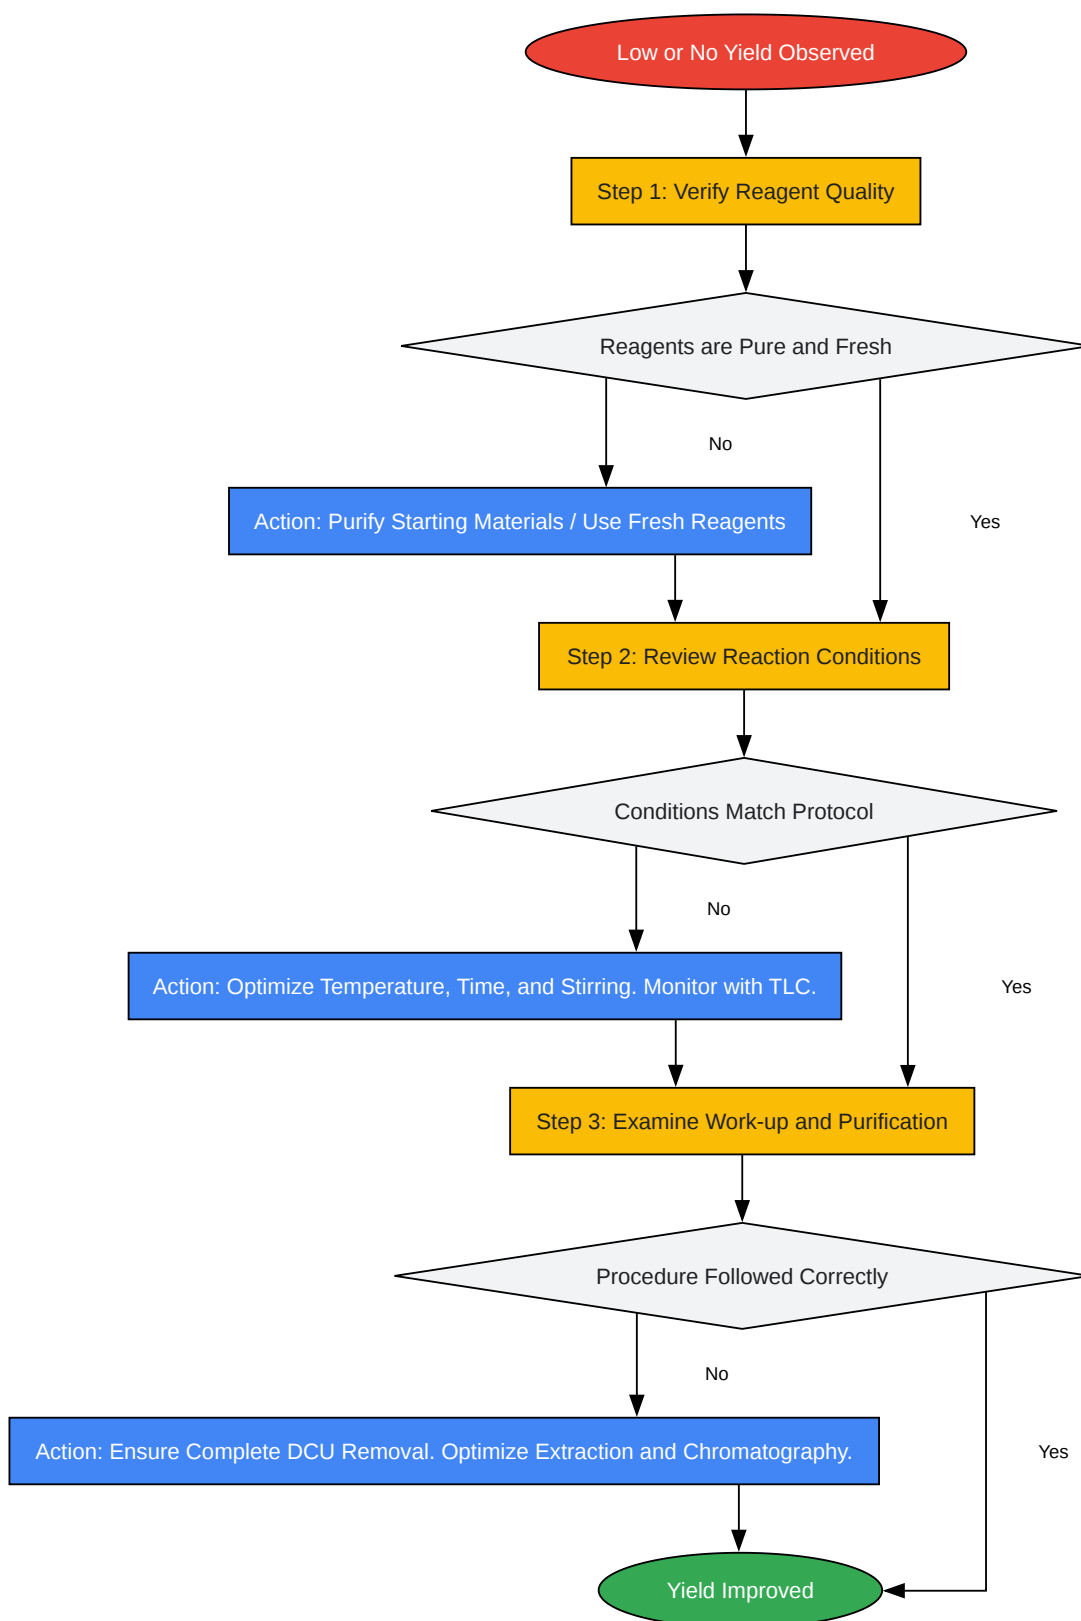 Low or No Yield Observed
Step 1: Verify Reagent Quality
Reagents are Pure and Fresh
No
Action: Purify Starting Materials / Use Fresh Reagents
Yes
Step 2: Review Reaction Conditions
Conditions Match Protocol
No
Action: Optimize Temperature, Time, and Stirring. Monitor with TLC.
Yes
Step 3: Examine Work-up and Purification
Procedure Followed Correctly
No
Action: Ensure Complete DCU Removal. Optimize Extraction and Chromatography.
Yes
Yield Improved